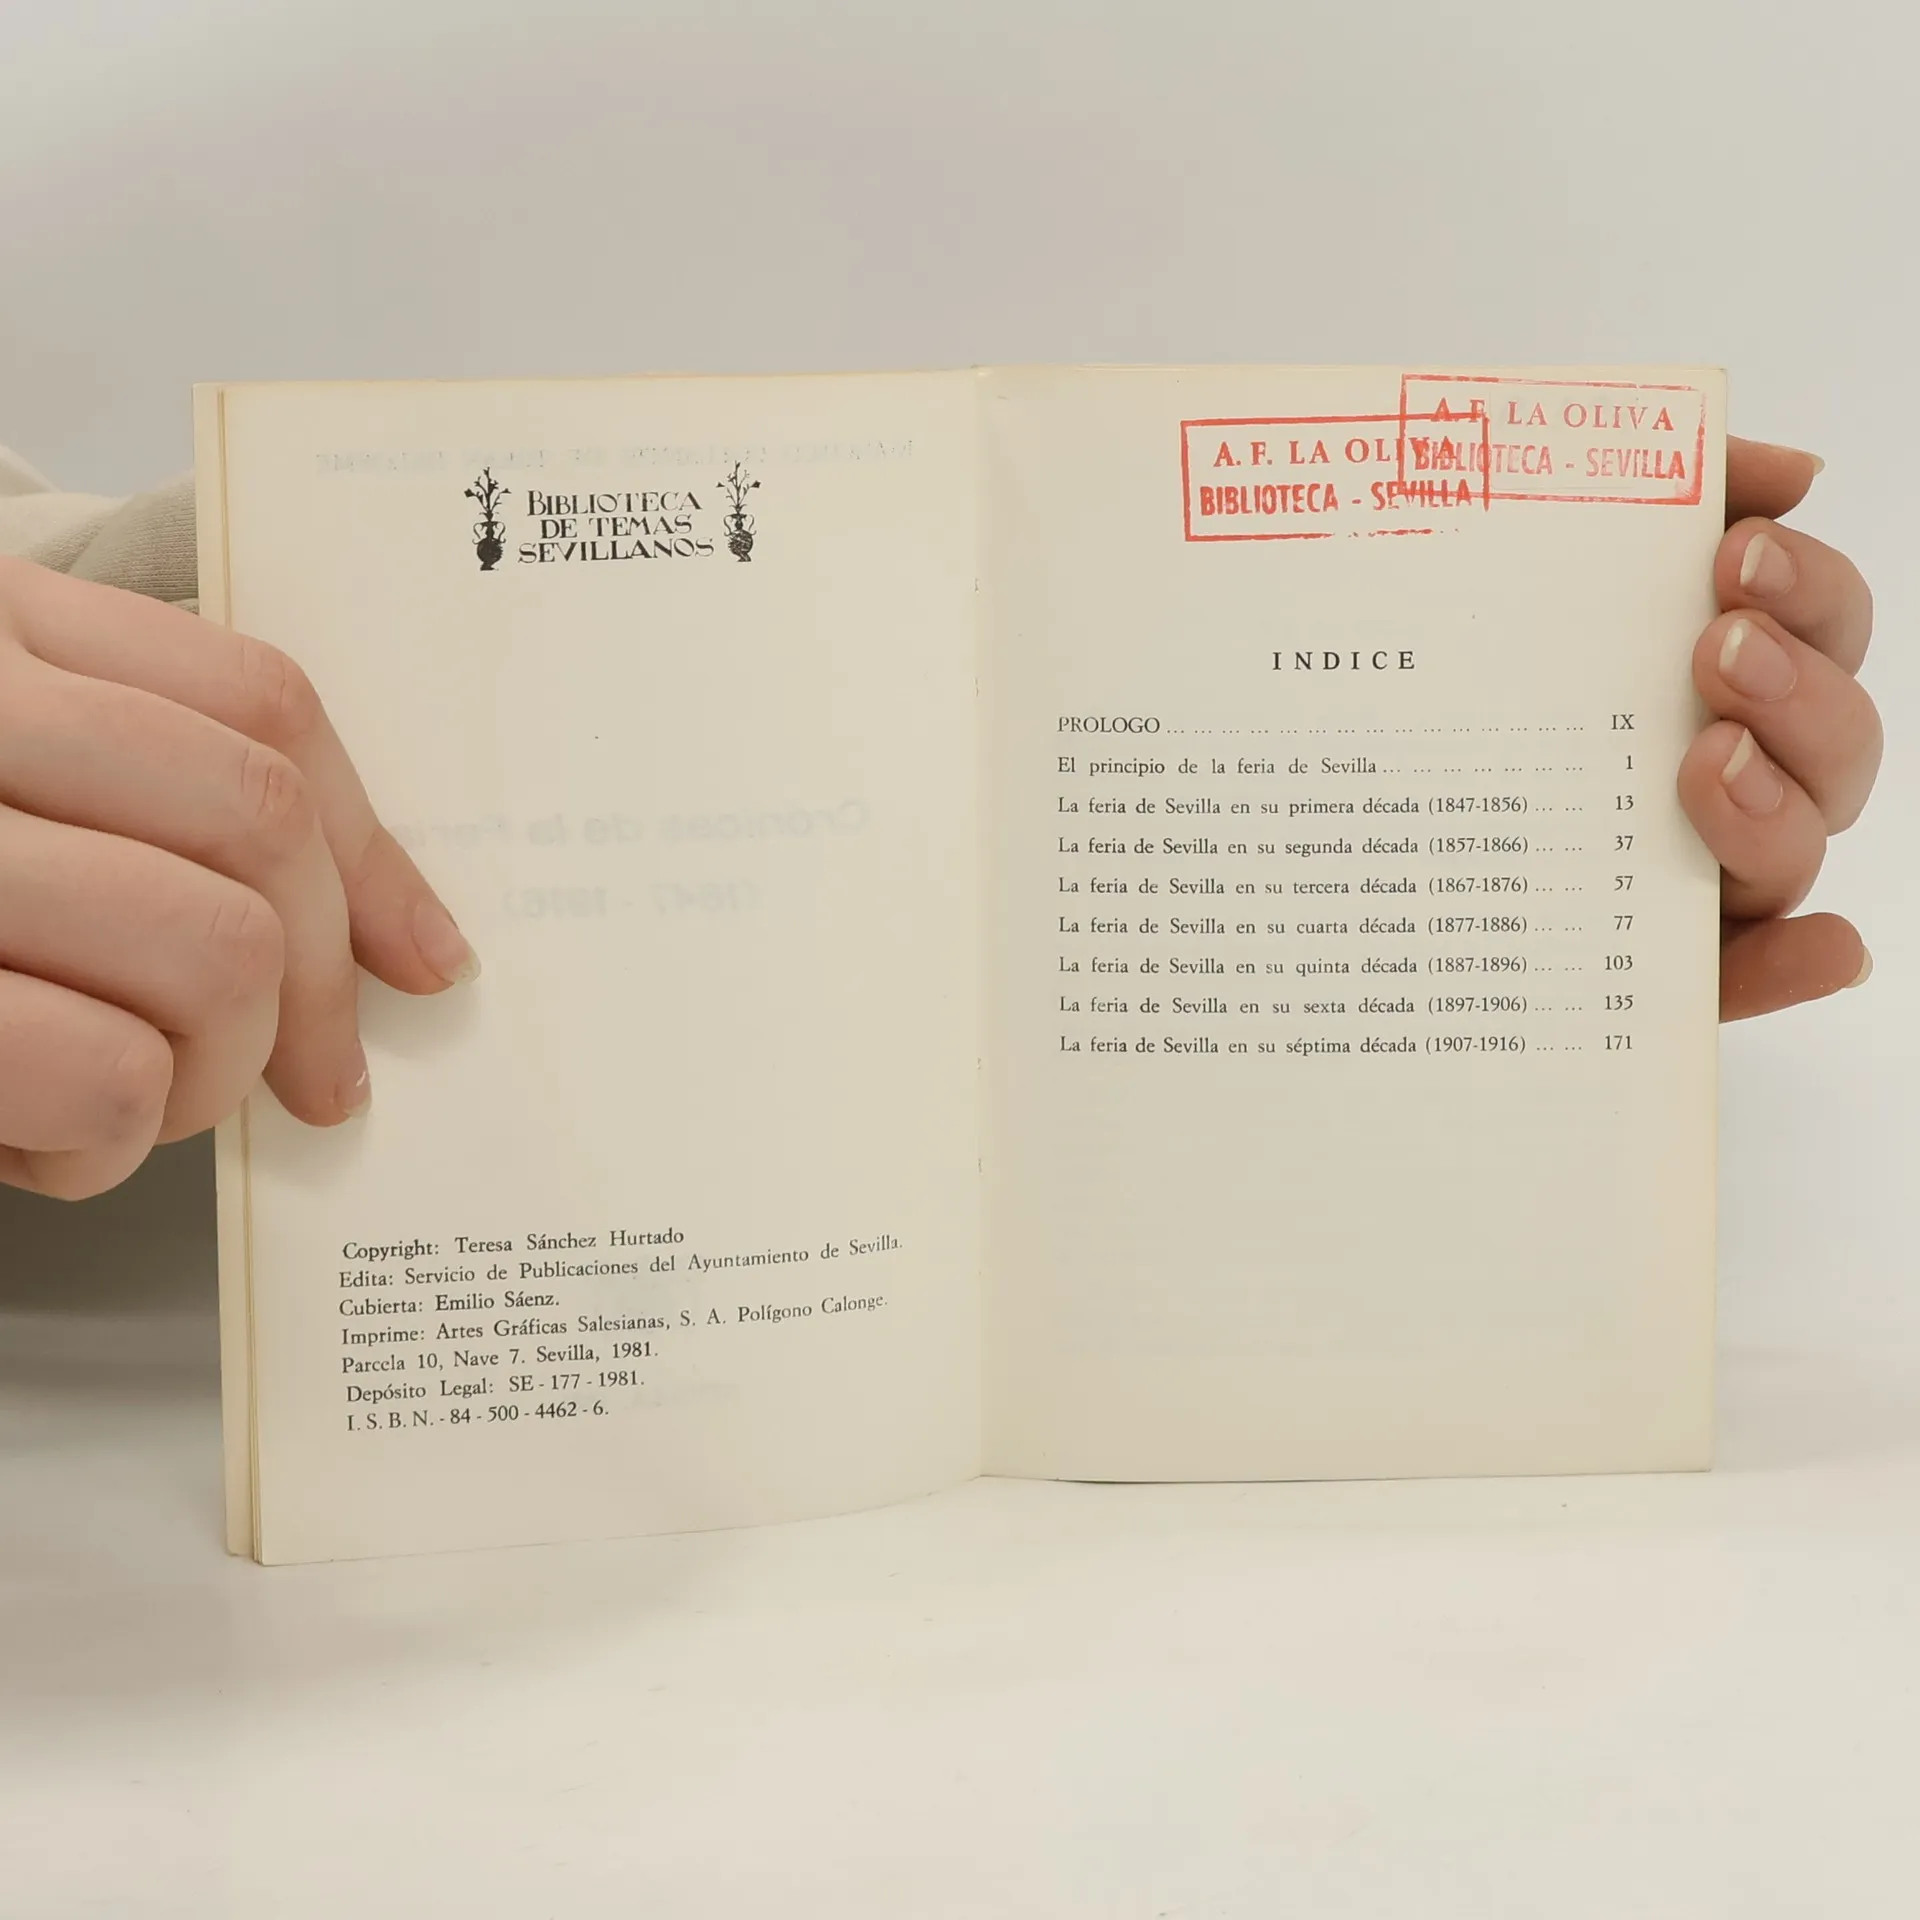 BIBLIOTECA
DE TEMAS
SEVILLANOS
Copyright: Teresa Sánchez Hurtado
Edita: Servicio de Publicaciones del Ayuntamiento de Sevilla.
Cubierta: Emilio Sáenz.
Imprime: Artes Gráficas Salesianas, S. A. Polígono Calonge.
Parcela 10, Nave 7. Sevilla, 1981.
Depósito Legal: SE - 177 - 1981.
I. S. B. N. - 84 - 500 - 4462 - 6.
A. F. LA OLIVA
BIBLIOTECA - SEVILLA
A. F. LA OLIVA
BIBLIOTECA - SEVILLA
INDICE
PROLOGO ... ... ... ... ... ... ... ... ... ... ... ... ... ... ... IX
El principio de la feria de Sevilla ... ... ... ... ... ... ... 1
La feria de Sevilla en su primera década (1847-1856) ... ... 13
La feria de Sevilla en su segunda década (1857-1866) ... ... 37
La feria de Sevilla en su tercera década (1867-1876) ... ... 57
La feria de Sevilla en su cuarta década (1877-1886) ... ... 77
La feria de Sevilla en su quinta década (1887-1896) ... ... 103
La feria de Sevilla en su sexta década (1897-1906) ... ... 135
La feria de Sevilla en su séptima década (1907-1916) ... ... 171